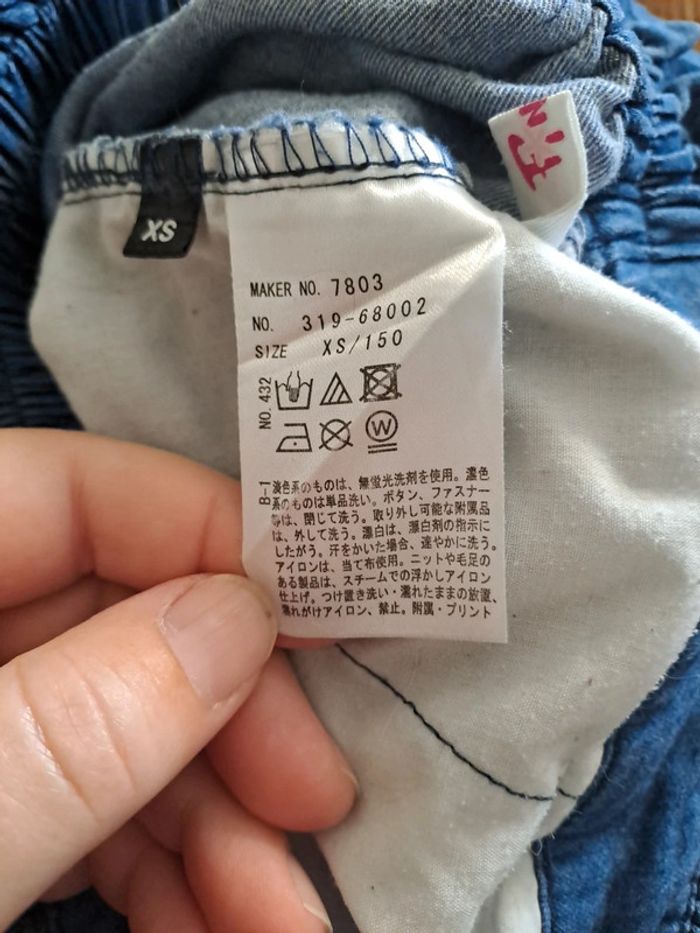 XS
MAKER NO. 7803
NO. 319-68002
SIZE XS/150
NO. 432
W
B-1
淡色系のものは、無蛍光洗剤を使用。濃色
系のものは単品洗い。ボタン、ファスナー
等は、閉じて洗う。取り外し可能な附属品
は、外して洗う。漂白は、漂白剤の指示に
したがう。汗をかいた場合、速やかに洗う。
アイロンは、当て布使用。ニットや毛足の
ある製品は、スチームでの浮かしアイロン
仕上げ。つけ置き洗い・濡れたままの放置、
濡れがけアイロン、禁止。附属・プリント